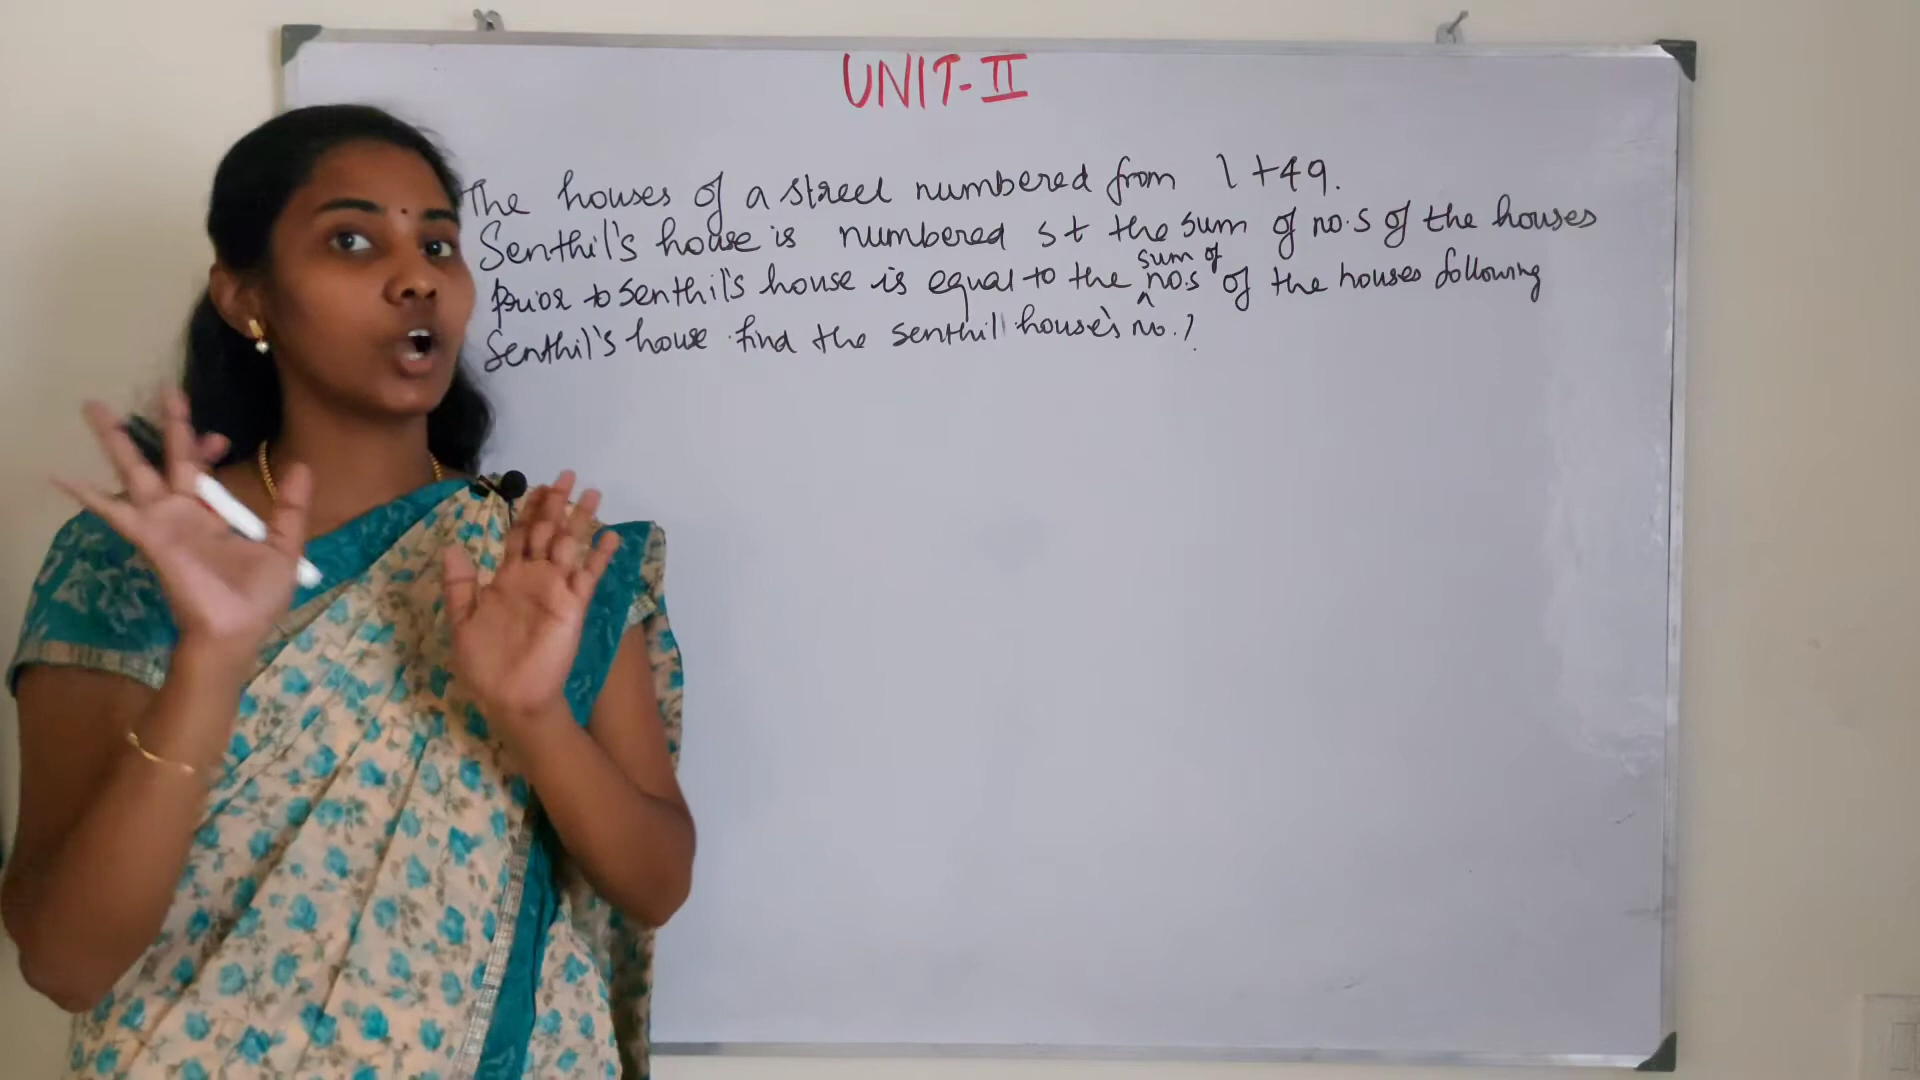 UNIT-II
The houses of a street numbered from 1 t 49.
Senthil's house is numbered st the sum of no.s of the houses
prior to senthil's house is equal to the sum of no.s of the houses following
Senthil's house. find the senthil house's no.?